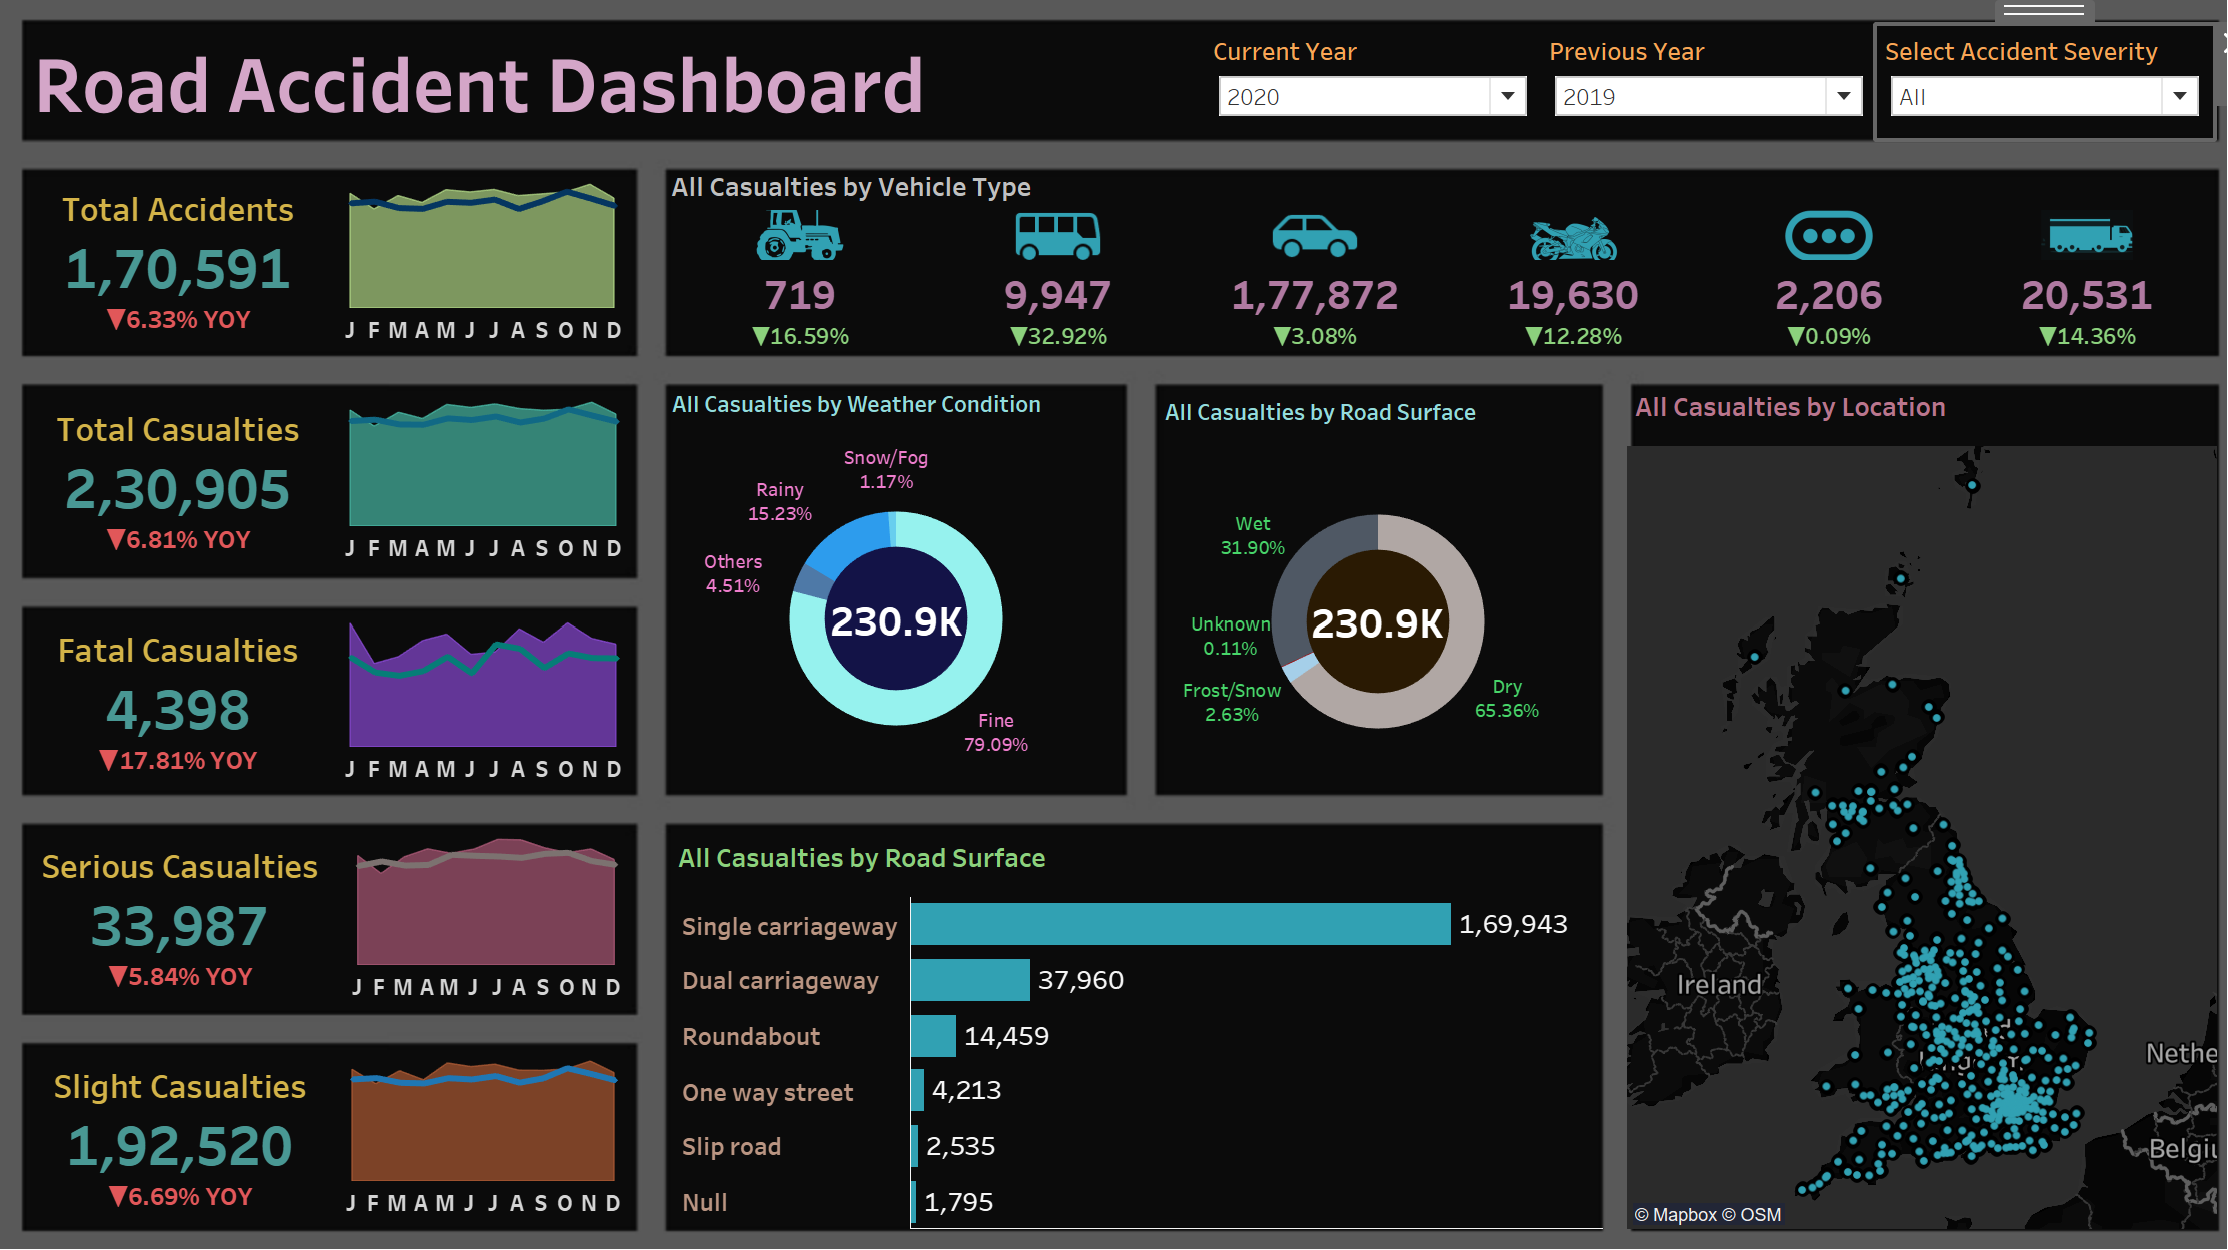 Road Accident Dashboard
Current Year
2020
Previous Year
2019
Select Accident Severity
All
Total Accidents
1,70,591
▼6.33% YOY
J F M A M J J A S O N D
Total Casualties
2,30,905
▼6.81% YOY
J F M A M J J A S O N D
Fatal Casualties
4,398
▼17.81% YOY
J F M A M J J A S O N D
Serious Casualties
33,987
▼5.84% YOY
J F M A M J J A S O N D
Slight Casualties
1,92,520
▼6.69% YOY
J F M A M J J A S O N D
All Casualties by Vehicle Type
719 9,947 1,77,872 19,630 2,206 20,531
▼16.59% ▼32.92% ▼3.08% ▼12.28% ▼0.09% ▼14.36%
All Casualties by Weather Condition
Snow/Fog
1.17%
Rainy
15.23%
Others
4.51%
230.9K
Fine
79.09%
All Casualties by Road Surface
Wet
31.90%
Unknown
0.11%
230.9K
Frost/Snow
2.63%
Dry
65.36%
All Casualties by Road Surface
Single carriageway 1,69,943
Dual carriageway 37,960
Roundabout 14,459
One way street 4,213
Slip road 2,535
Null 1,795
All Casualties by Location
Ireland
Nethe
Belgiu
© Mapbox © OSM